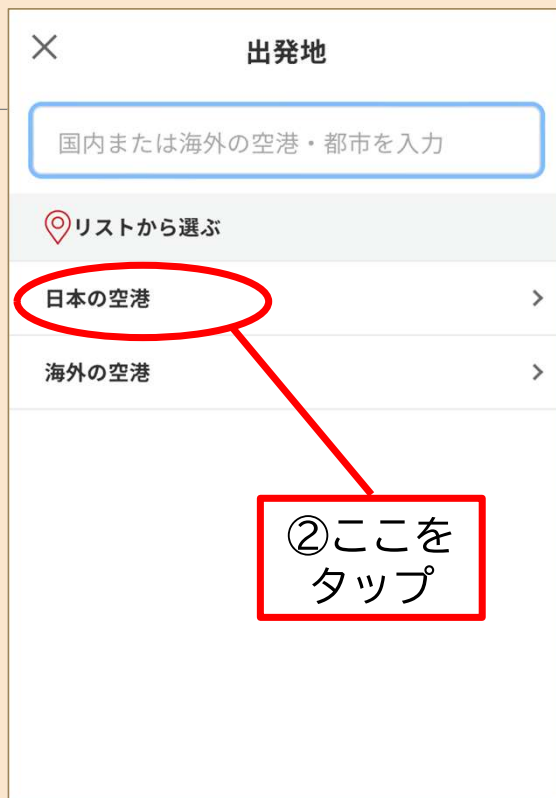 出発地
国内または海外の空港・都市を入力
リストから選ぶ
日本の空港
海外の空港
②ここを
タップ